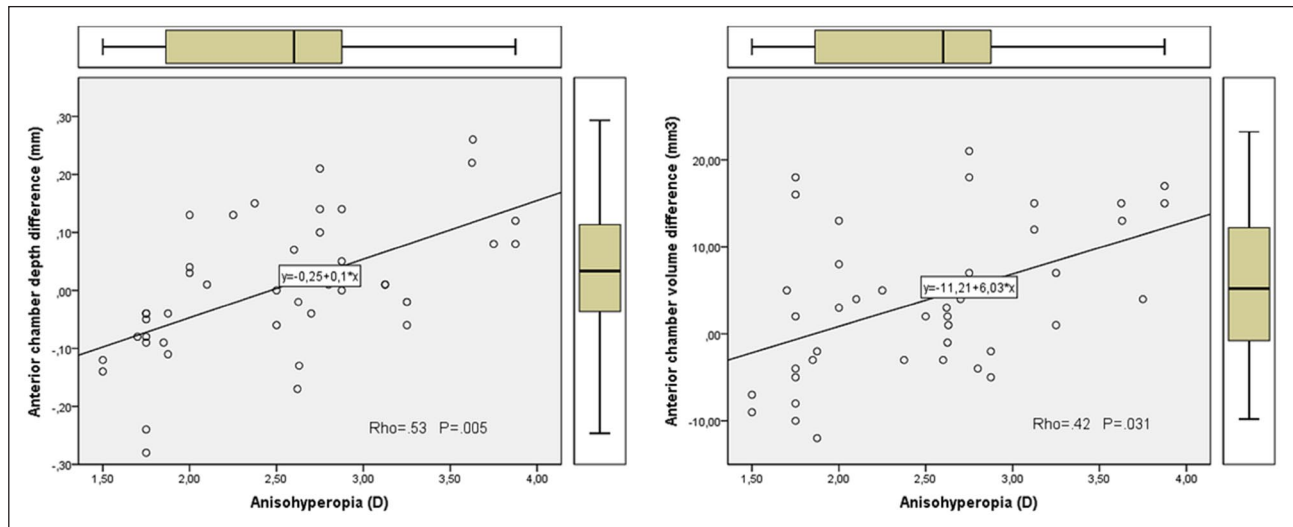 Anterior chamber depth difference (mm)
,30
,20
,10
,00
-,10
-,20
-,30
y=-0,25+0,1*x
Rho=.53 P=.005
1,50 2,00 2,50 3,00 3,50 4,00
Anisohyperopia (D)
Anterior chamber volume difference (mm3)
20,00
10,00
,00
-10,00
y=-11,21+6,03*x
Rho=.42 P=.031
1,50 2,00 2,50 3,00 3,50 4,00
Anisohyperopia (D)